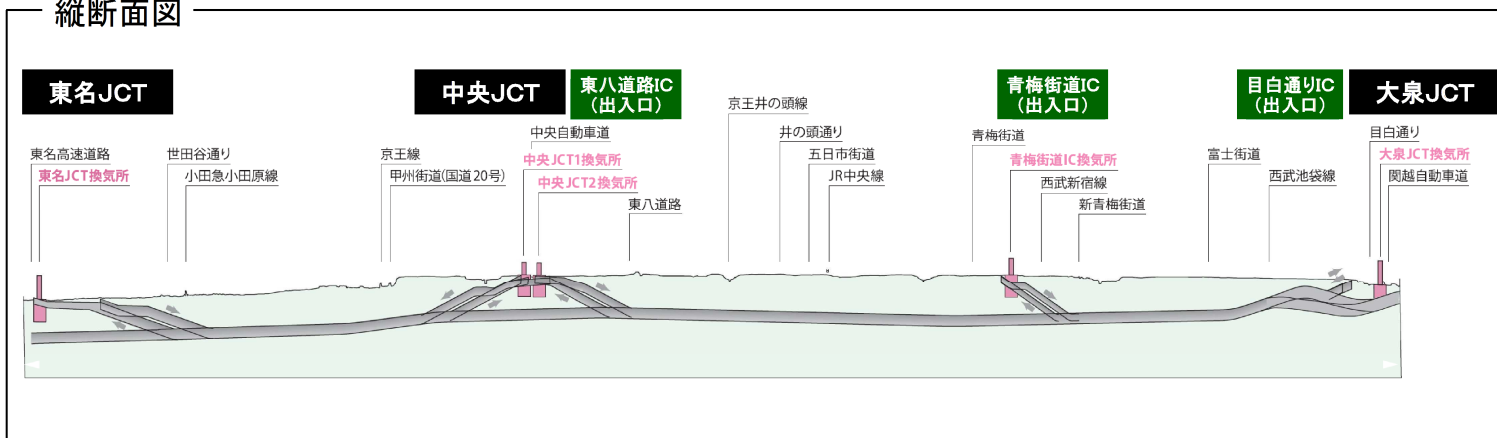 縦断面図
東名JCT
中央JCT
東八道路IC
(出入口)
青梅街道IC
(出入口)
目白通りIC
(出入口)
大泉JCT
東名高速道路
東名JCT換気所
世田谷通り
小田急小田原線
京王線
甲州街道(国道20号)
中央自動車道
中央JCT1換気所
中央JCT2換気所
東八道路
京王井の頭線
井の頭通り
五日市街道
JR中央線
青梅街道
青梅街道IC換気所
西武新宿線
新青梅街道
富士街道
西武池袋線
目白通り
大泉JCT換気所
関越自動車道